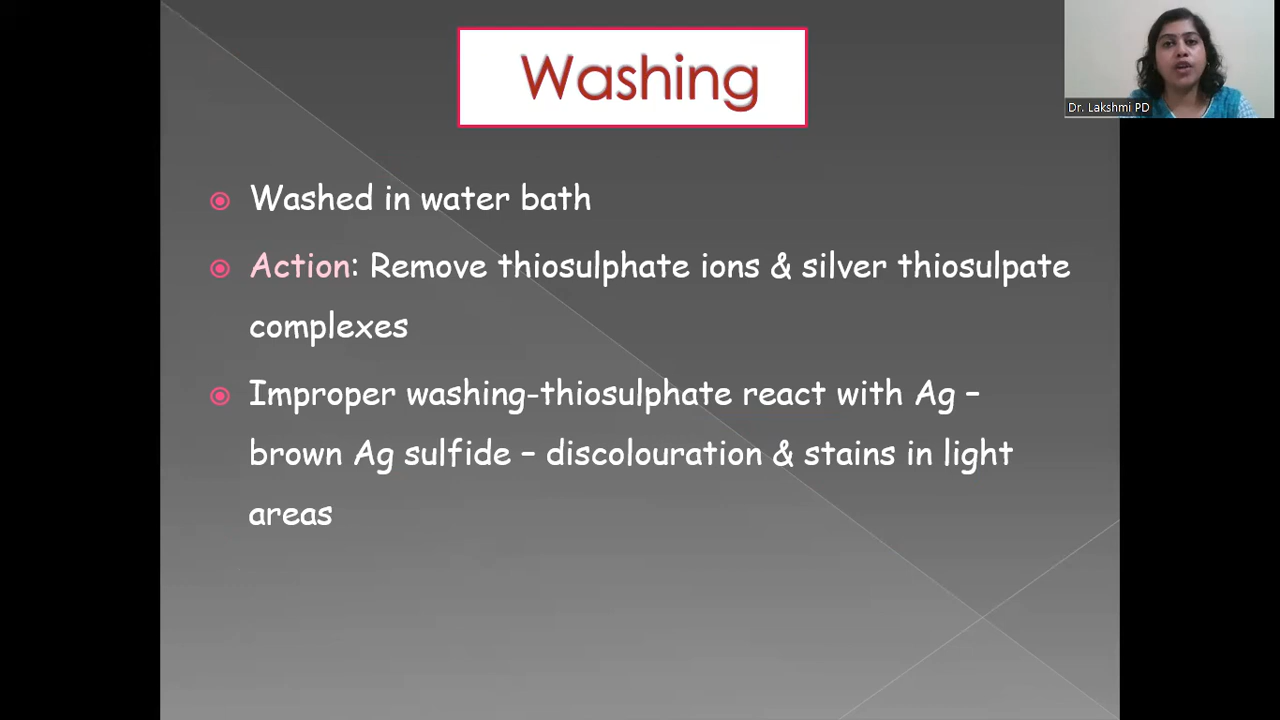 Washing
Dr. Lakshmi PD
Washed in water bath
Action: Remove thiosulphate ions & silver thiosulpate
complexes
Improper washing-thiosulphate react with Ag –
brown Ag sulfide – discolouration & stains in light
areas